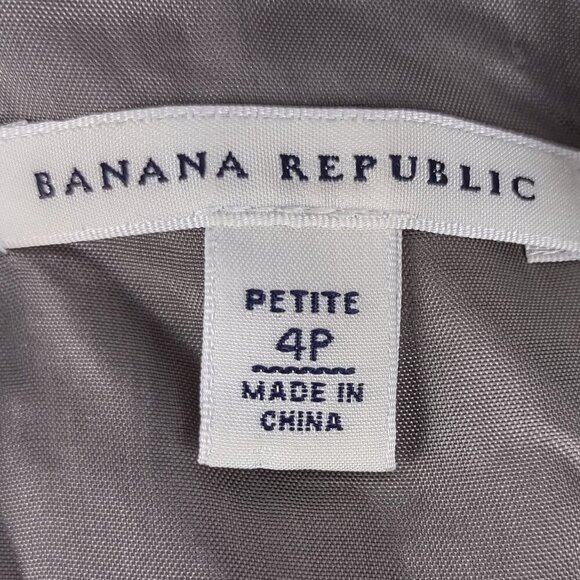 BANANA REPUBLIC
PETITE
4P
MADE IN
CHINA